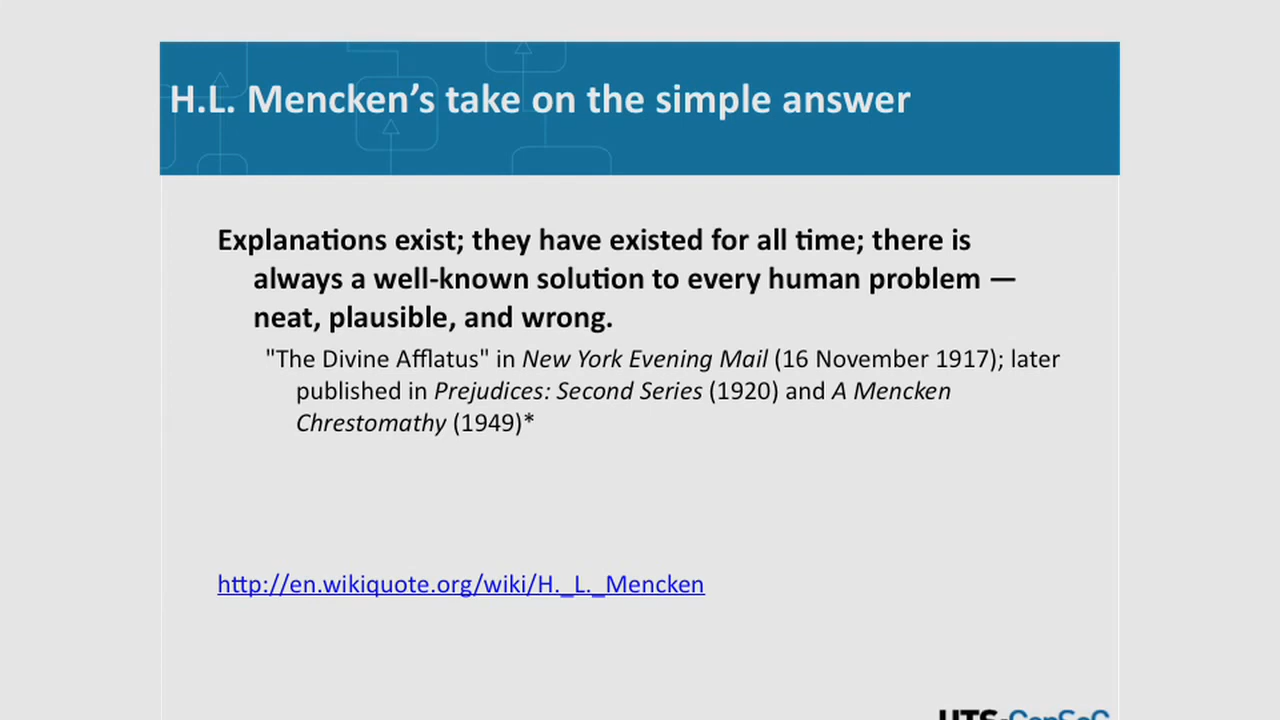 H.L. Mencken’s take on the simple answer
Explanations exist; they have existed for all time; there is
always a well-known solution to every human problem —
neat, plausible, and wrong.
"The Divine Afflatus" in New York Evening Mail (16 November 1917); later
published in Prejudices: Second Series (1920) and A Mencken
Chrestomathy (1949)*
http://en.wikiquote.org/wiki/H._L._Mencken